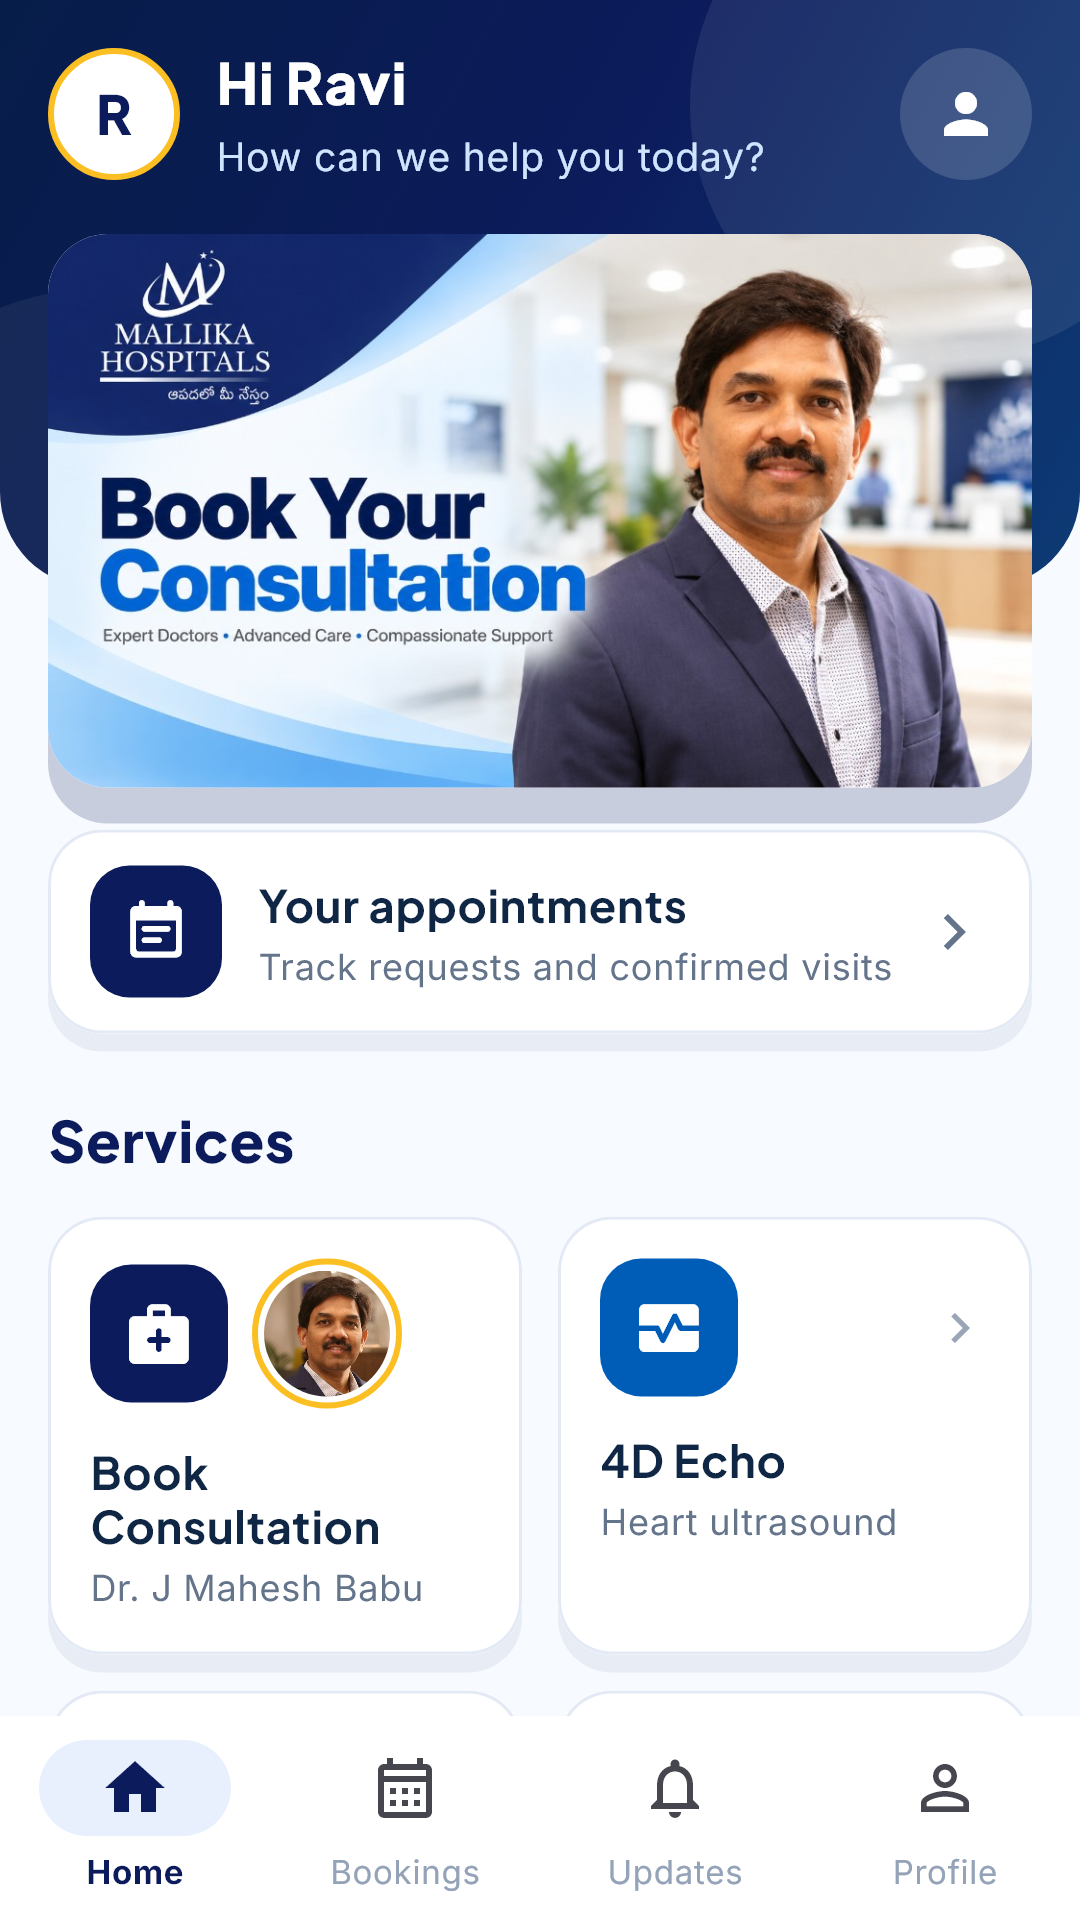 R
Hi Ravi
How can we help you today?
M
MALLIKA
HOSPITALS
ఆపదలో మీ నేస్తం
Book Your
Consultation
Expert Doctors • Advanced Care • Compassionate Support
Your appointments
Track requests and confirmed visits
Services
Book
Consultation
Dr. J Mahesh Babu
4D Echo
Heart ultrasound
Home
Bookings
Updates
Profile